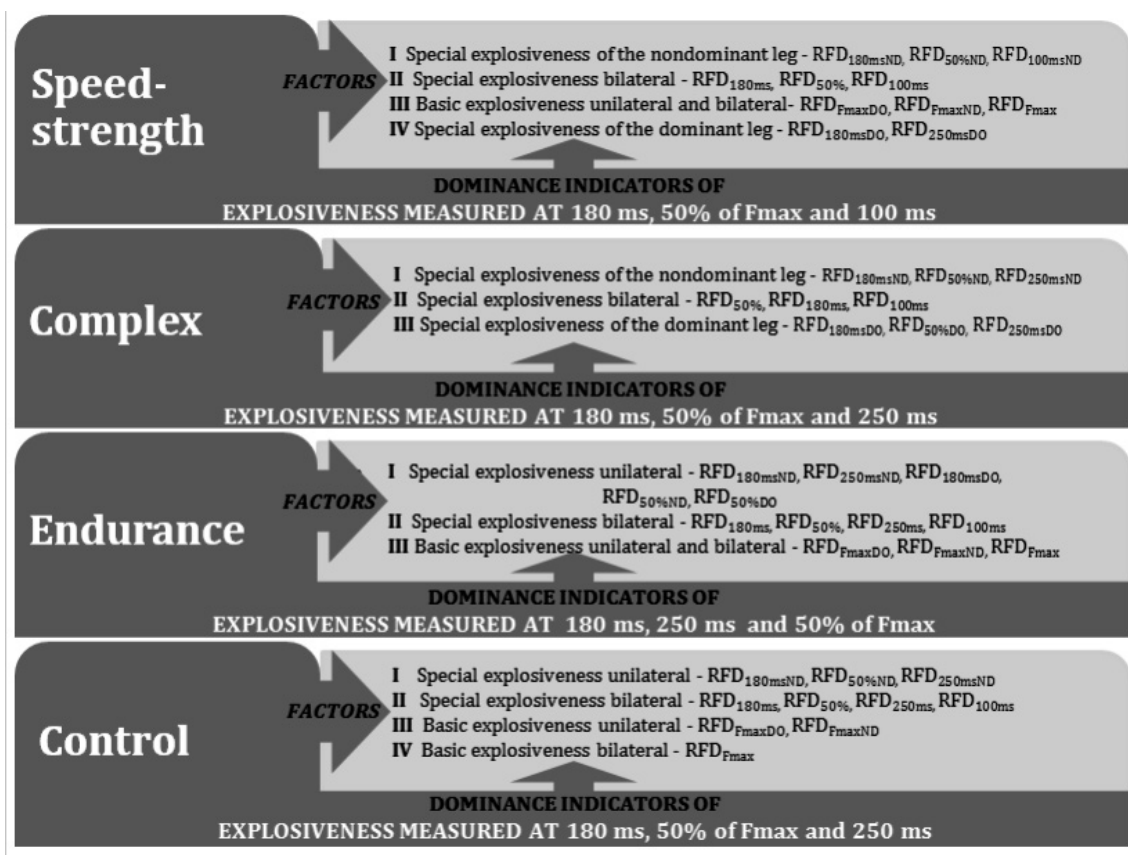 Speed-
strength
FACTORS
I Special explosiveness of the nondominant leg - RFD180msND, RFD50%ND, RFD100msND
II Special explosiveness bilateral - RFD180ms, RFD50%, RFD100ms
III Basic explosiveness unilateral and bilateral- RFDFmaxDO, RFDFmaxND, RFDFmax
IV Special explosiveness of the dominant leg - RFD180msDO, RFD250msDO
DOMINANCE INDICATORS OF
EXPLOSIVENESS MEASURED AT 180 ms, 50% of Fmax and 100 ms
Complex
FACTORS
I Special explosiveness of the nondominant leg - RFD180msND, RFD50%ND, RFD250msND
II Special explosiveness bilateral - RFD50%, RFD180ms, RFD100ms
III Special explosiveness of the dominant leg - RFD180msDO, RFD50%DO, RFD250msDO
DOMINANCE INDICATORS OF
EXPLOSIVENESS MEASURED AT 180 ms, 50% of Fmax and 250 ms
Endurance
FACTORS
I Special explosiveness unilateral - RFD180msND, RFD250msND, RFD180msDO,
RFD50%ND, RFD50%DO
II Special explosiveness bilateral - RFD180ms, RFD50%, RFD250ms, RFD100ms
III Basic explosiveness unilateral and bilateral - RFDFmaxDO, RFDFmaxND, RFDFmax
DOMINANCE INDICATORS OF
EXPLOSIVENESS MEASURED AT 180 ms, 250 ms and 50% of Fmax
Control
FACTORS
I Special explosiveness unilateral - RFD180msND, RFD50%ND, RFD250msND
II Special explosiveness bilateral - RFD180ms, RFD50%, RFD250ms, RFD100ms
III Basic explosiveness unilateral - RFDFmaxDO, RFDFmaxND
IV Basic explosiveness bilateral - RFDFmax
DOMINANCE INDICATORS OF
EXPLOSIVENESS MEASURED AT 180 ms, 50% of Fmax and 250 ms